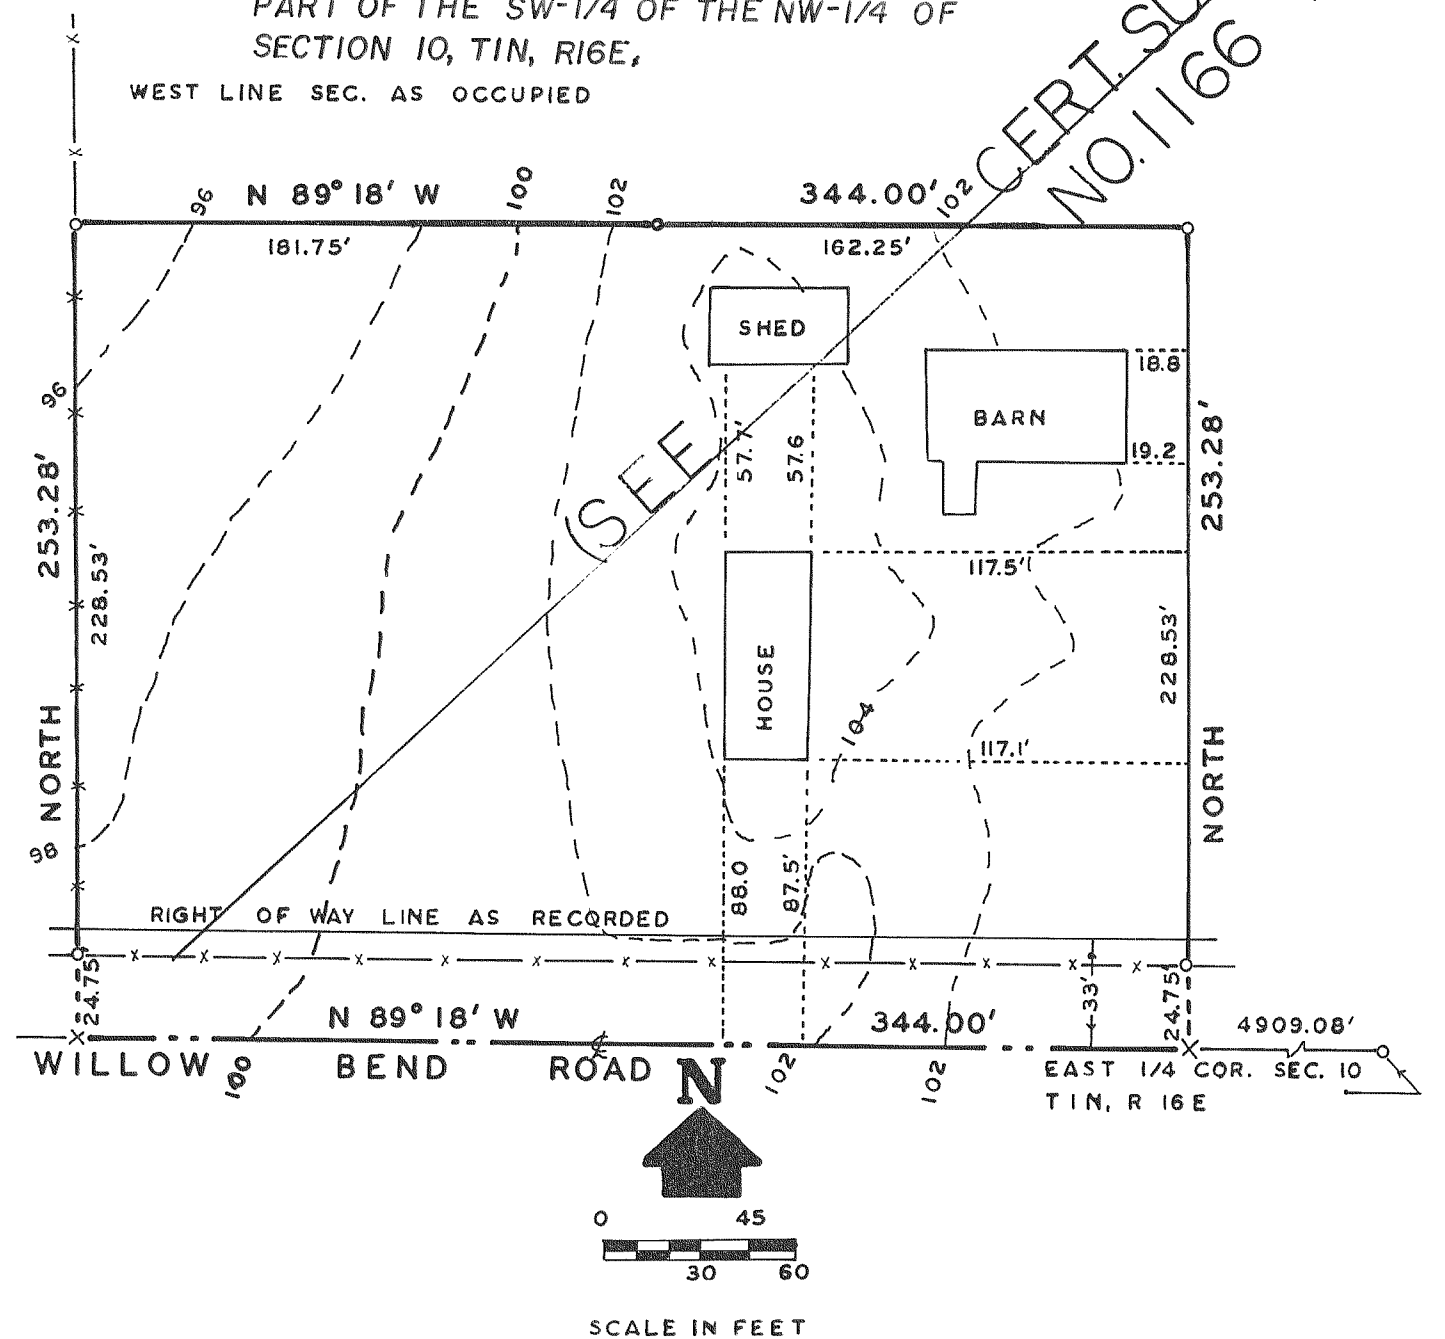 PART OF THE SW-1/4 OF THE NW-1/4 OF
SECTION 10, T1N, R16E,
WEST LINE SEC. AS OCCUPIED
(SEE CERT. 
NO. 1166
96 N 89° 18' W 100 102 344.00' 102
181.75' 162.25'
SHED
18.8
BARN
96
19.2
57.7' 57.6
253.28' 253.28'
228.53' 228.53'
117.5'
HOUSE
104
117.1'
NORTH NORTH
98
88.0 87.5'
RIGHT OF WAY LINE AS RECORDED
24.75' 33' 24.75'
N 89° 18' W 344.00'
4909.08'
WILLOW BEND ROAD
100 102 102
EAST 1/4 COR. SEC. 10
T1N, R 16E
N
0 45
30 60
SCALE IN FEET